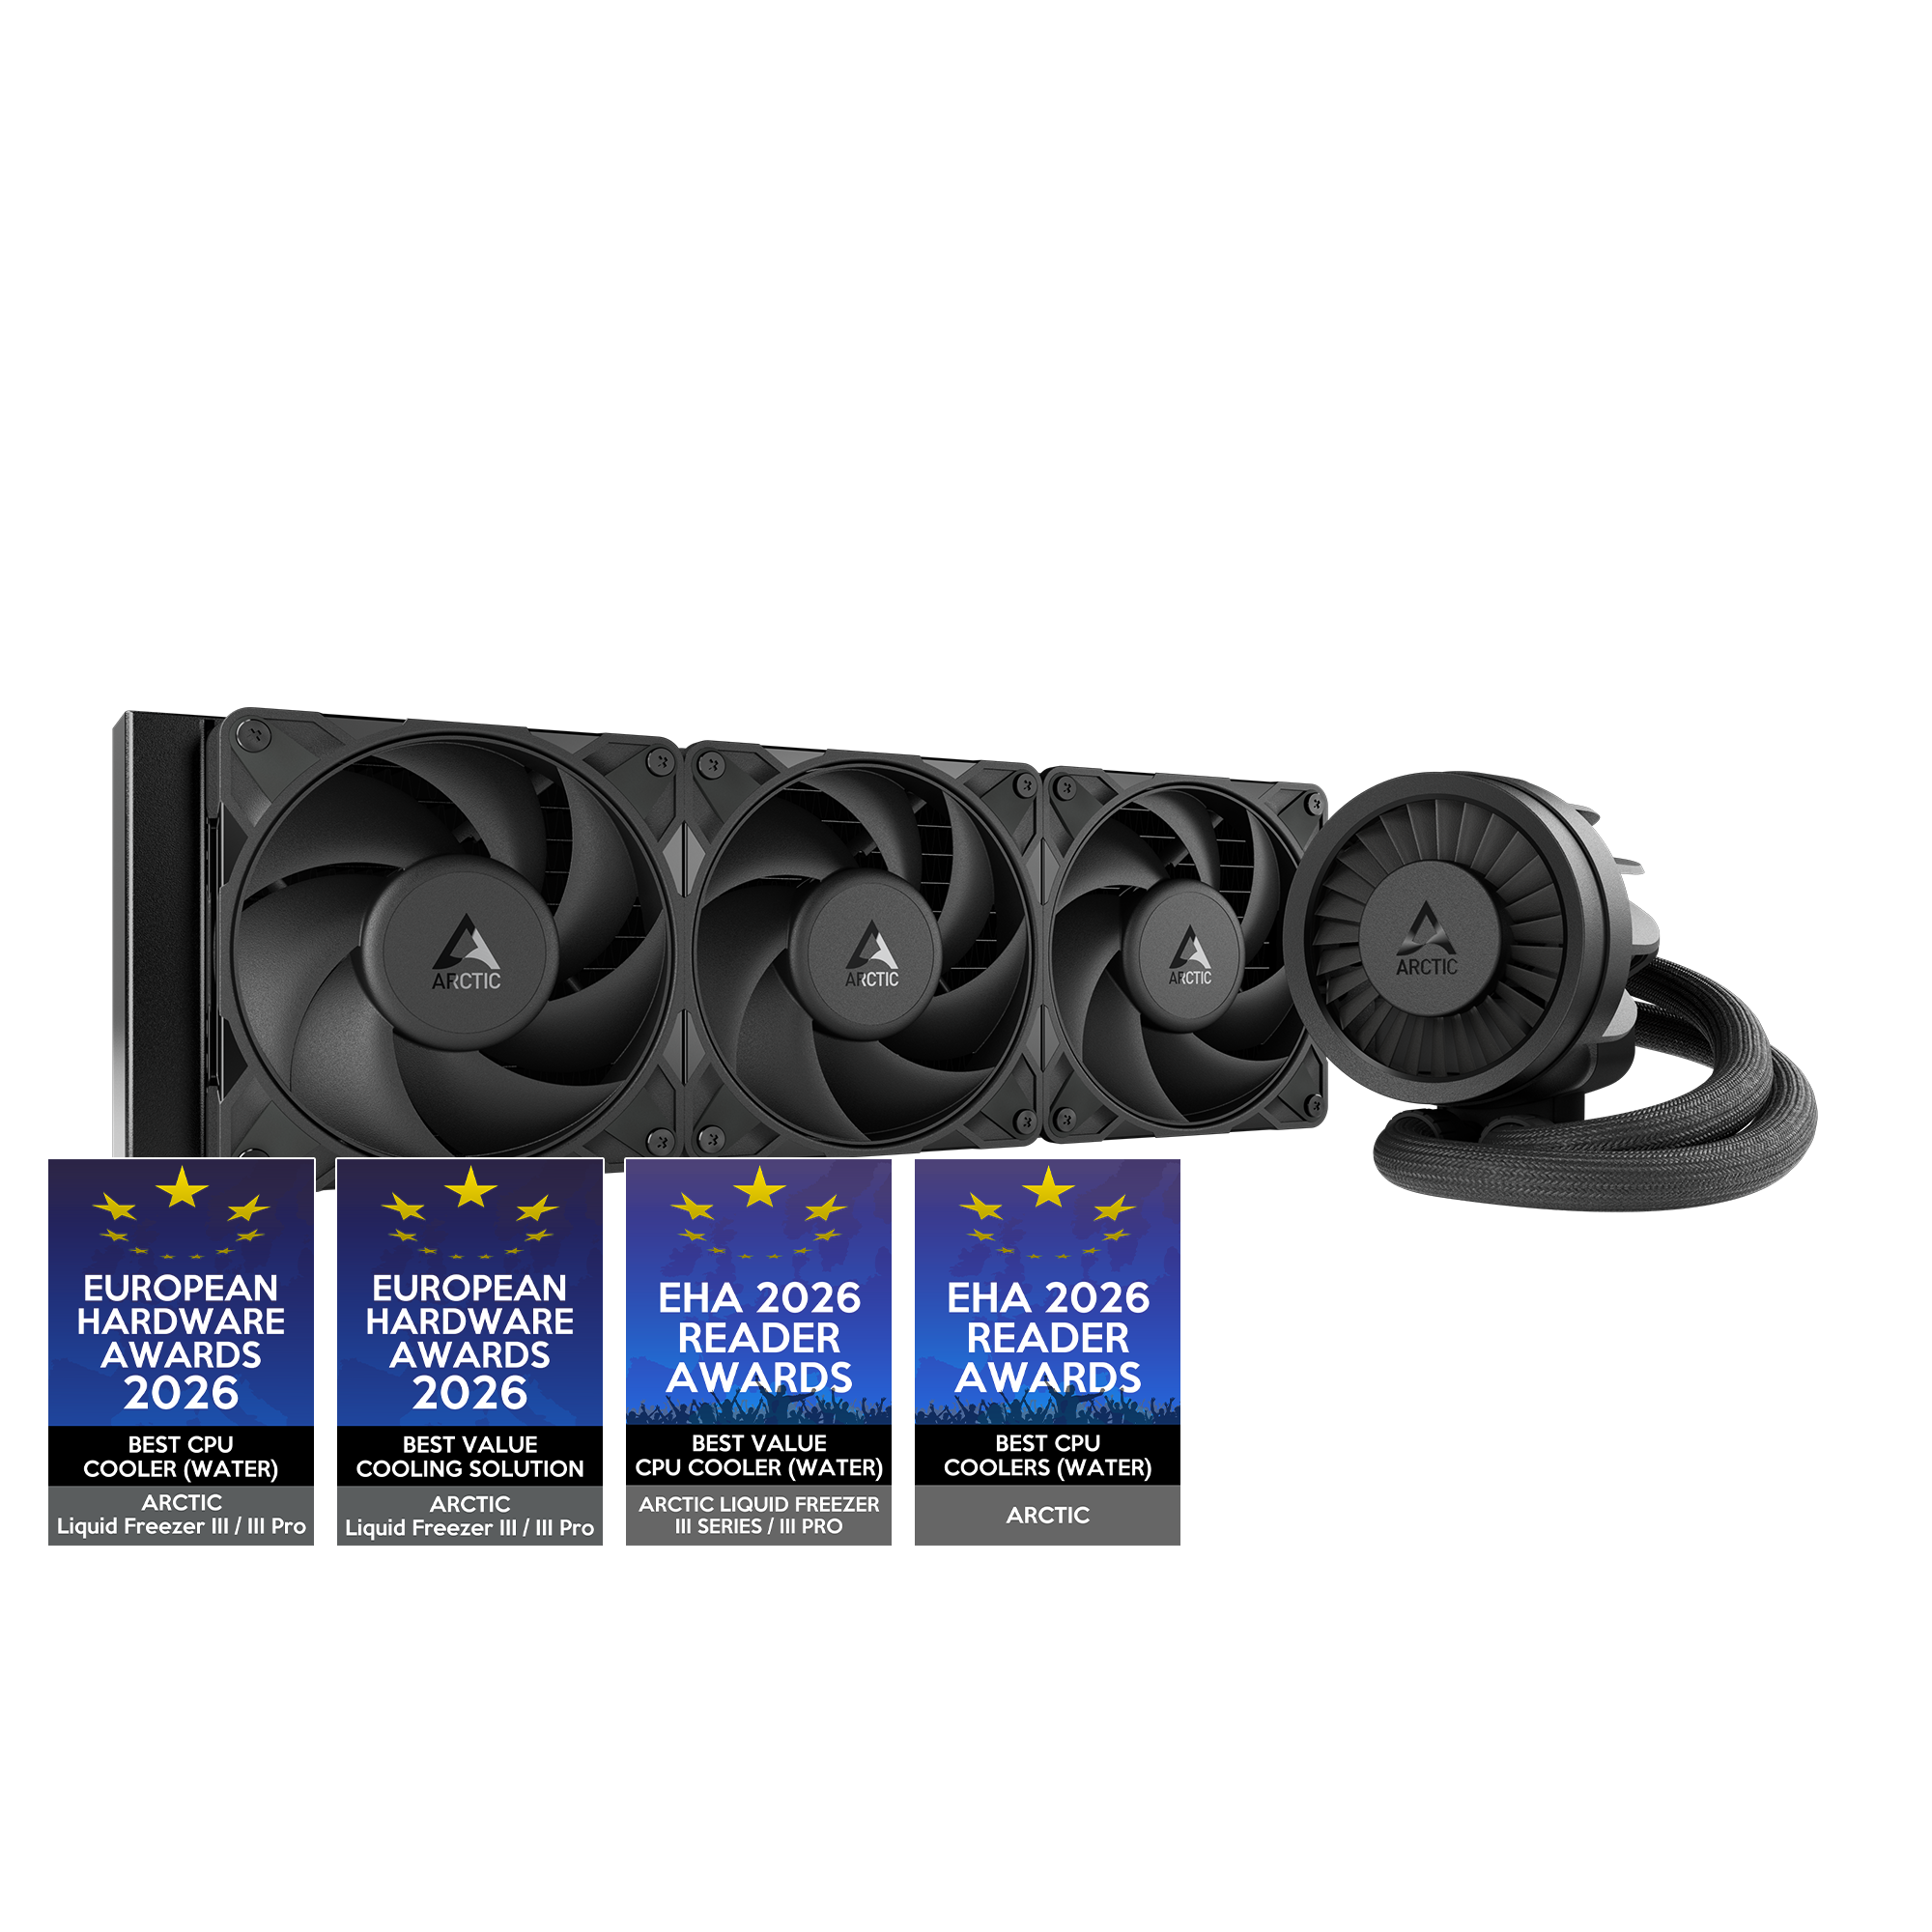 ARCTIC
ARCTIC
ARCTIC
ARCTIC
EUROPEAN
HARDWARE
AWARDS
2026
BEST CPU
COOLER (WATER)
ARCTIC
Liquid Freezer III / III Pro
EUROPEAN
HARDWARE
AWARDS
2026
BEST VALUE
COOLING SOLUTION
ARCTIC
Liquid Freezer III / III Pro
EHA 2026
READER
AWARDS
BEST VALUE
CPU COOLER (WATER)
ARCTIC LIQUID FREEZER
III SERIES / III PRO
EHA 2026
READER
AWARDS
BEST CPU
COOLERS (WATER)
ARCTIC